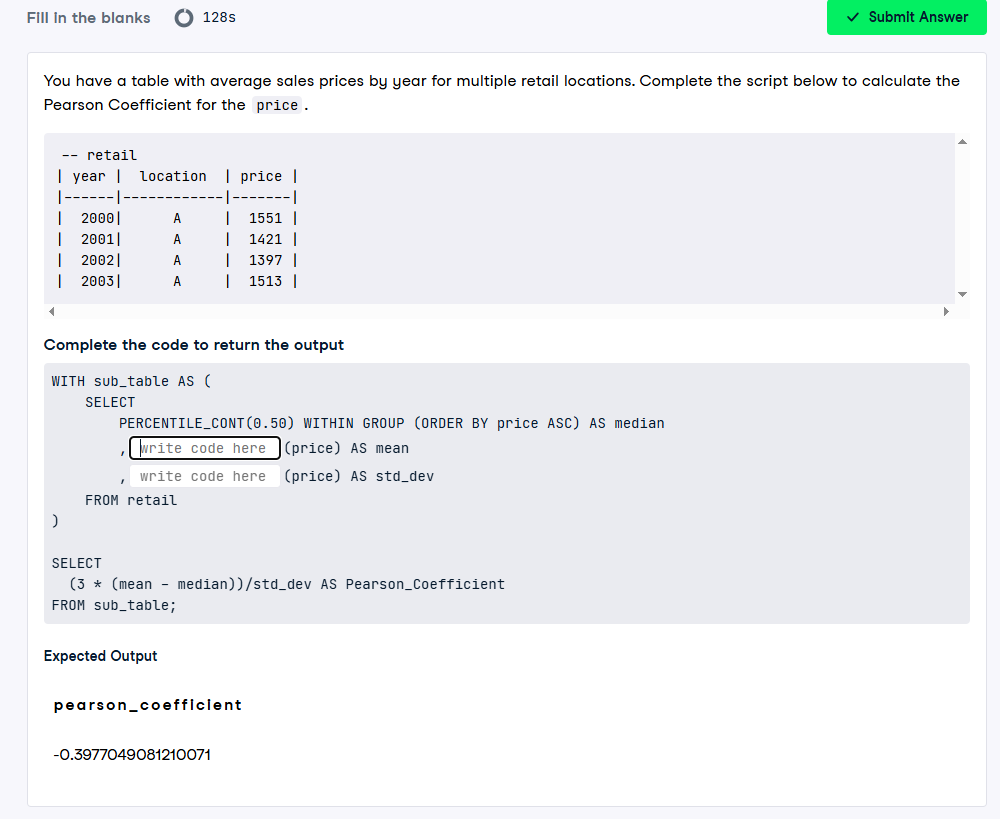 Fill in the blanks
128s
Submit Answer
You have a table with average sales prices by year for multiple retail locations. Complete the script below to calculate the
Pearson Coefficient for the price.
-- retail
| year | location | price |
|------|------------|-------|
| 2000| A | 1551 |
| 2001| A | 1421 |
| 2002| A | 1397 |
| 2003| A | 1513 |
Complete the code to return the output
WITH sub_table AS (
SELECT
PERCENTILE_CONT(0.50) WITHIN GROUP (ORDER BY price ASC) AS median
, write code here (price) AS mean
, write code here (price) AS std_dev
FROM retail
)
SELECT
(3 * (mean - median))/std_dev AS Pearson_Coefficient
FROM sub_table;
Expected Output
pearson_coefficient
-0.3977049081210071